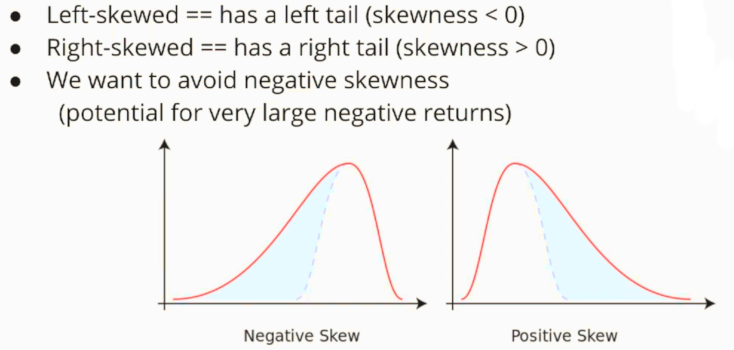 ● Left-skewed == has a left tail (skewness < 0)
● Right-skewed == has a right tail (skewness > 0)
● We want to avoid negative skewness
(potential for very large negative returns)
Negative Skew
Positive Skew